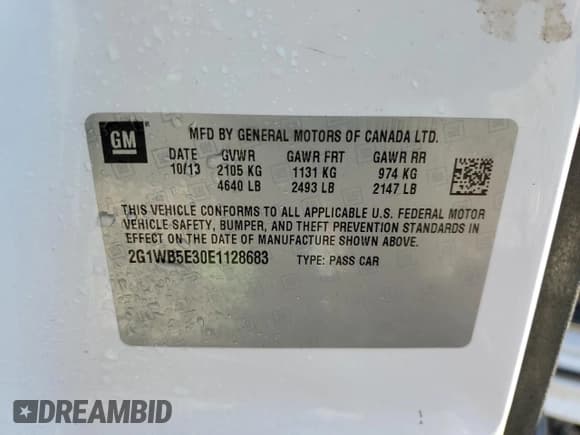 GM
MFD BY GENERAL MOTORS OF CANADA LTD.
DATE GVWR GAWR FRT GAWR RR
10/13 2105 KG 1131 KG 974 KG
4640 LB 2493 LB 2147 LB
THIS VEHICLE CONFORMS TO ALL APPLICABLE U.S. FEDERAL MOTOR
VEHICLE SAFETY, BUMPER, AND THEFT PREVENTION STANDARDS IN
EFFECT ON THE DATE OF MANUFACTURE SHOWN ABOVE.
2G1WB5E30E1128683 TYPE: PASS CAR
DREAMBID